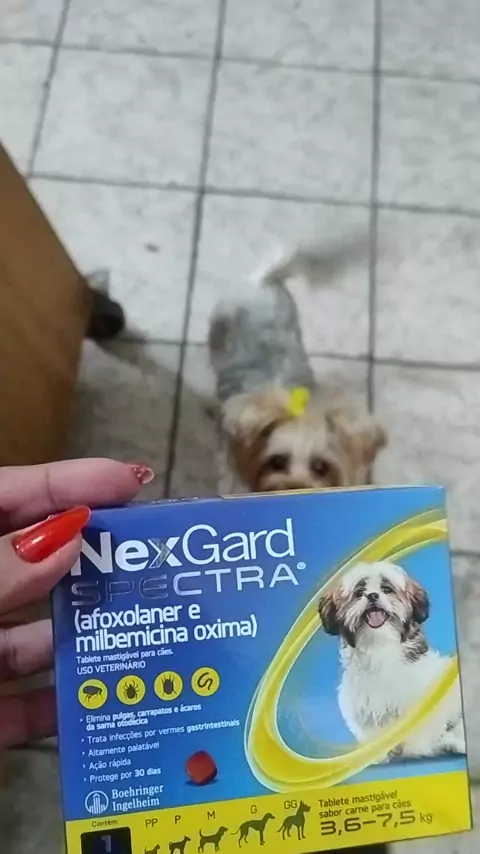 NexGard
SPECTRA®
(afoxolaner e
milbemicina oxima)
Tablete mastigável para cães.
USO VETERINÁRIO
• Elimina pulgas, carrapatos e ácaros
da sarna otodécica
• Trata infecções por vermes gastrintestinais
• Altamente palatável
• Ação rápida
• Protege por 30 dias
Boehringer
Ingelheim
Contém
1
PP P M G GG
Tablete mastigável
sabor carne para cães
3,6–7,5 kg